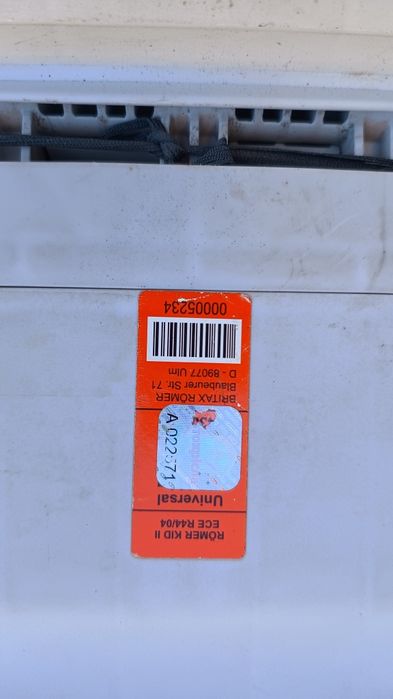 RÖMER KID II
ECE R44/04
Universal
BRITAX RÖMER
Blaubeurer Str. 71
D - 89077 Ulm
00005234